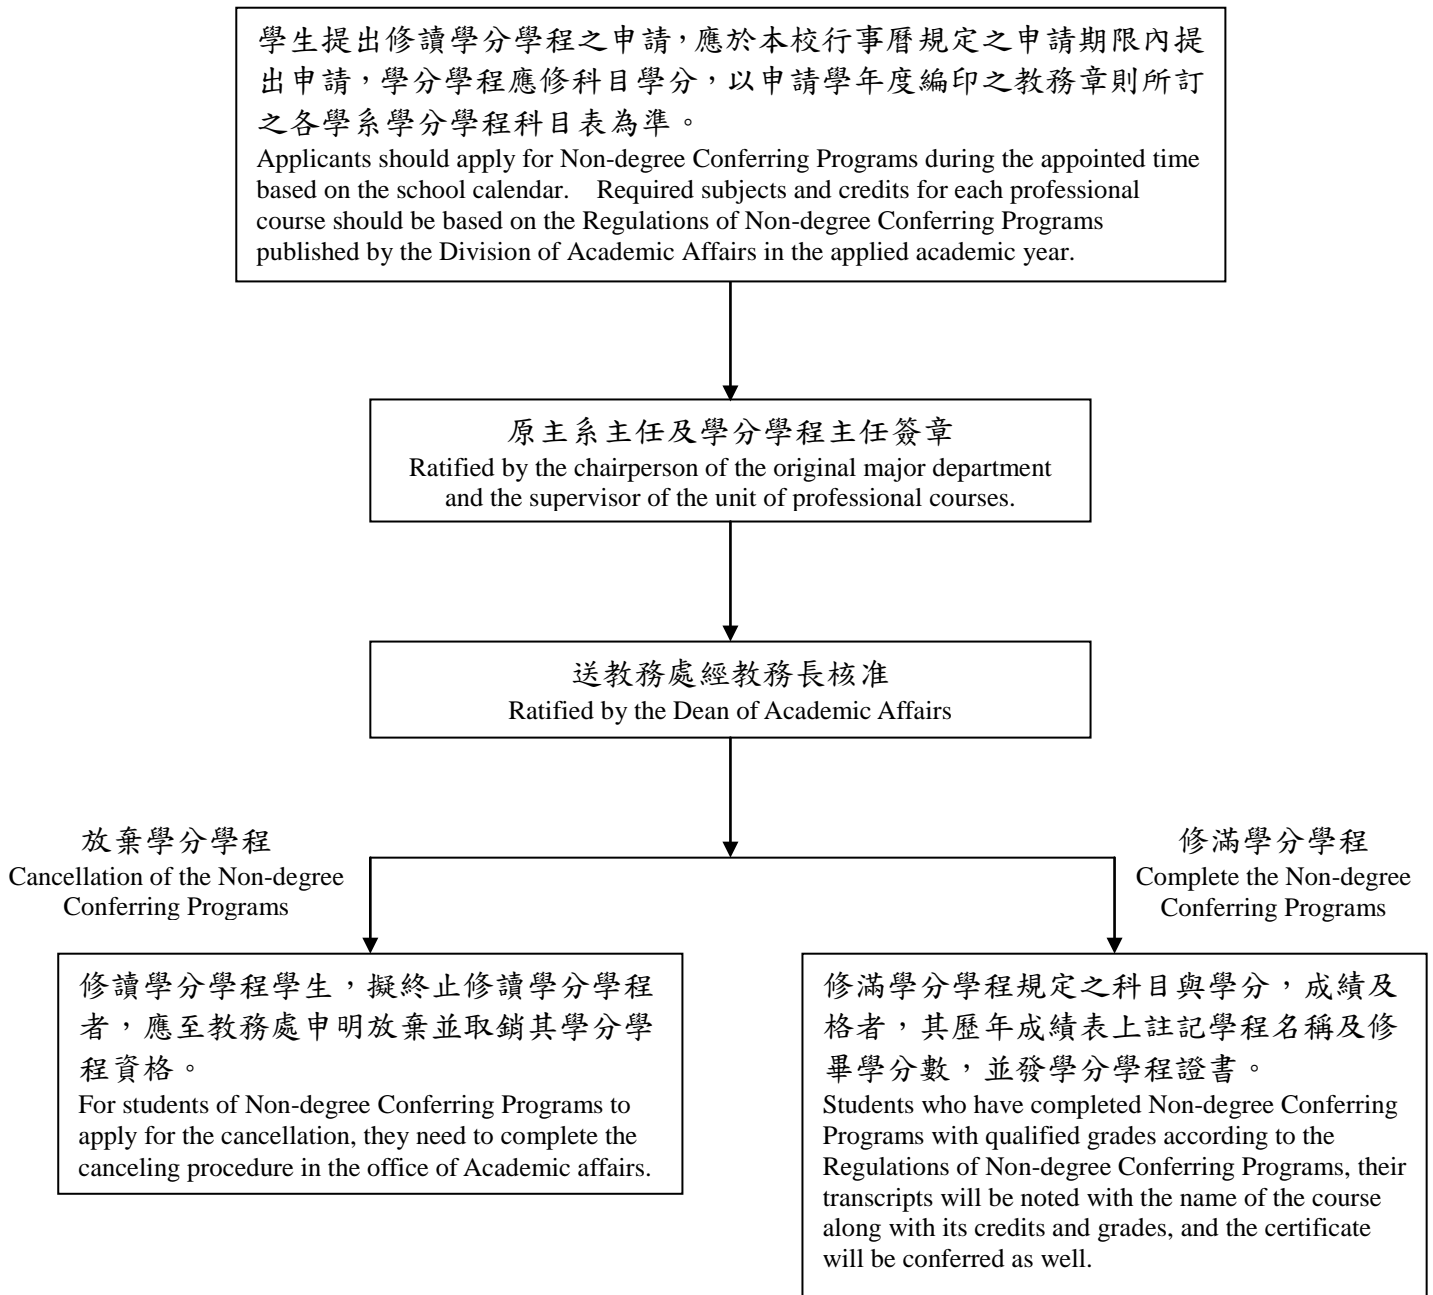 學生提出修讀學分學程之申請，應於本校行事曆規定之申請期限內提
出申請，學分學程應修科目學分，以申請學年度編印之教務章則所訂
之各學系學分學程科目表為準。
Applicants should apply for Non-degree Conferring Programs during the appointed time
based on the school calendar. Required subjects and credits for each professional
course should be based on the Regulations of Non-degree Conferring Programs
published by the Division of Academic Affairs in the applied academic year.
原主系主任及學分學程主任簽章
Ratified by the chairperson of the original major department
and the supervisor of the unit of professional courses.
送教務處經教務長核准
Ratified by the Dean of Academic Affairs
放棄學分學程
Cancellation of the Non-degree
Conferring Programs
修滿學分學程
Complete the Non-degree
Conferring Programs
修讀學分學程學生，擬終止修讀學分學程
者，應至教務處申明放棄並取銷其學分學
程資格。
For students of Non-degree Conferring Programs to
apply for the cancellation, they need to complete the
canceling procedure in the office of Academic affairs.
修滿學分學程規定之科目與學分，成績及
格者，其歷年成績表上註記學程名稱及修
畢學分數，並發學分學程證書。
Students who have completed Non-degree Conferring
Programs with qualified grades according to the
Regulations of Non-degree Conferring Programs, their
transcripts will be noted with the name of the course
along with its credits and grades, and the certificate
will be conferred as well.